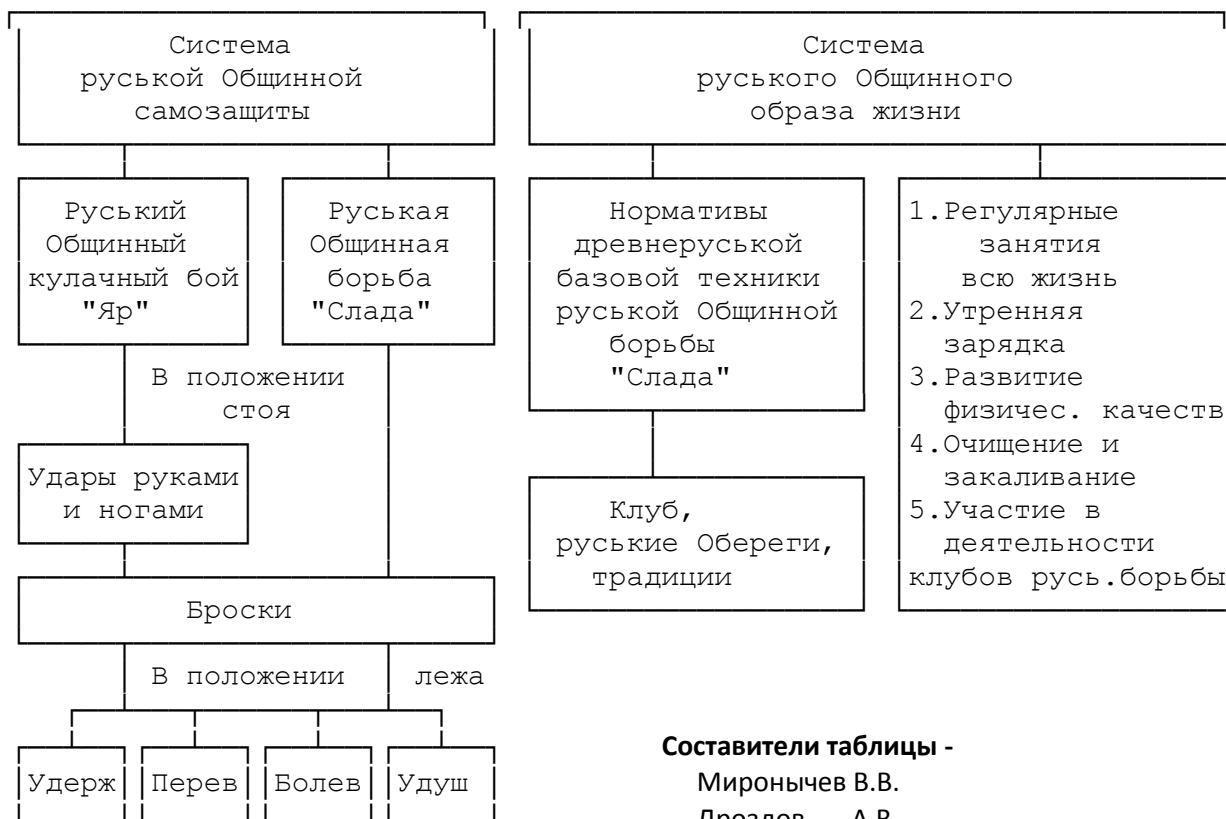 Система
руськой Общинной
самозащиты
Руський
Общинный
кулачный бой
"Яр"
Руськая
Общинная
борьба
"Слада"
В положении
стоя
Удары руками
и ногами
Броски
В положении лежа
Удерж
Перев
Болев
Удуш
Система
руського Общинного
образа жизни
Нормативы
древнеруськой
базовой техники
руськой Общинной
борьбы
"Слада"
Клуб,
руськие Обереги,
традиции
1.Регулярные
занятия
всю жизнь
2.Утренняя
зарядка
3.Развитие
физичес. качеств
4.Очищение и
закаливание
5.Участие в
деятельности
клубов русь.борьбы
Составители таблицы -
Миронычев В.В.
Дроздов А.В.